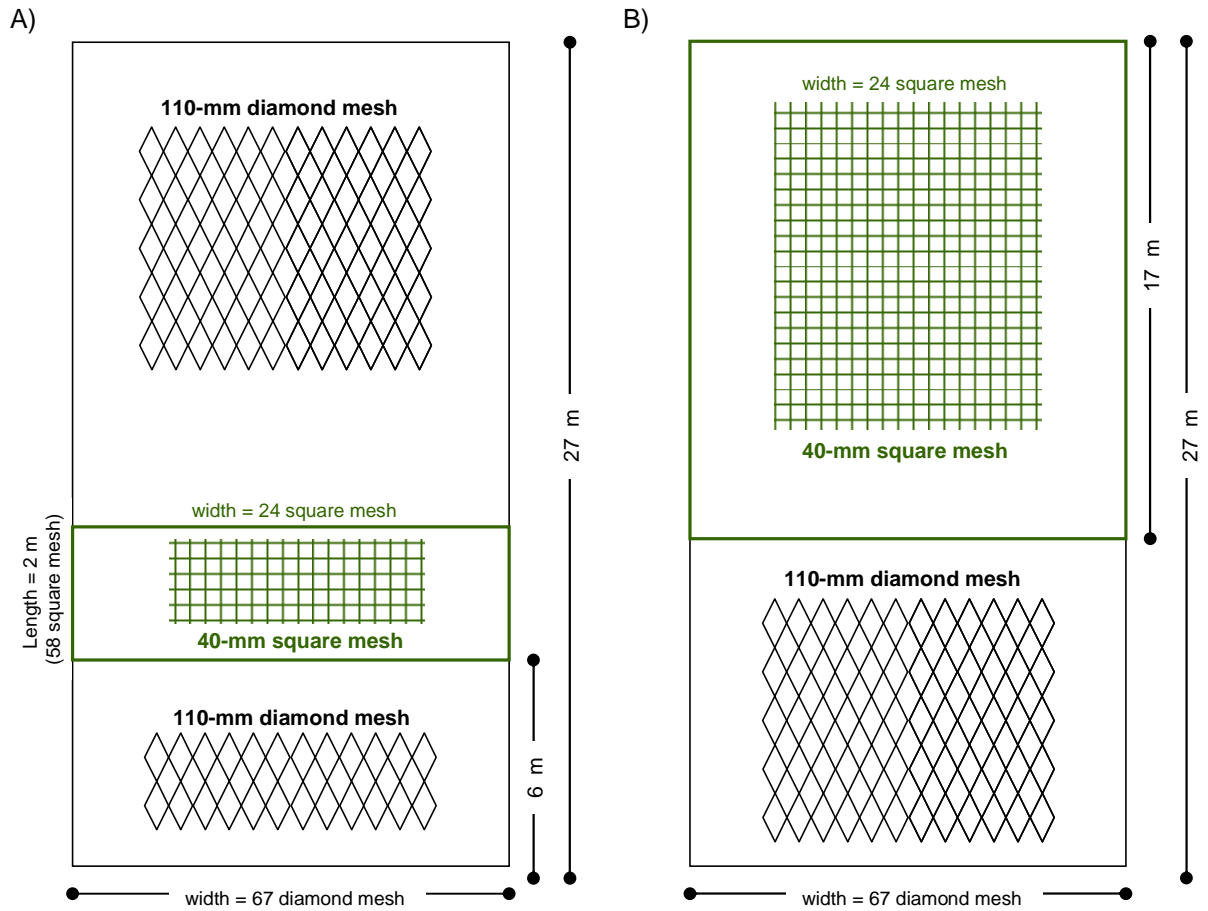 A)
110-mm diamond mesh
width = 24 square mesh
Length = 2 m
(58 square mesh)
40-mm square mesh
110-mm diamond mesh
6 m
27 m
width = 67 diamond mesh
B)
width = 24 square mesh
40-mm square mesh
17 m
27 m
110-mm diamond mesh
width = 67 diamond mesh